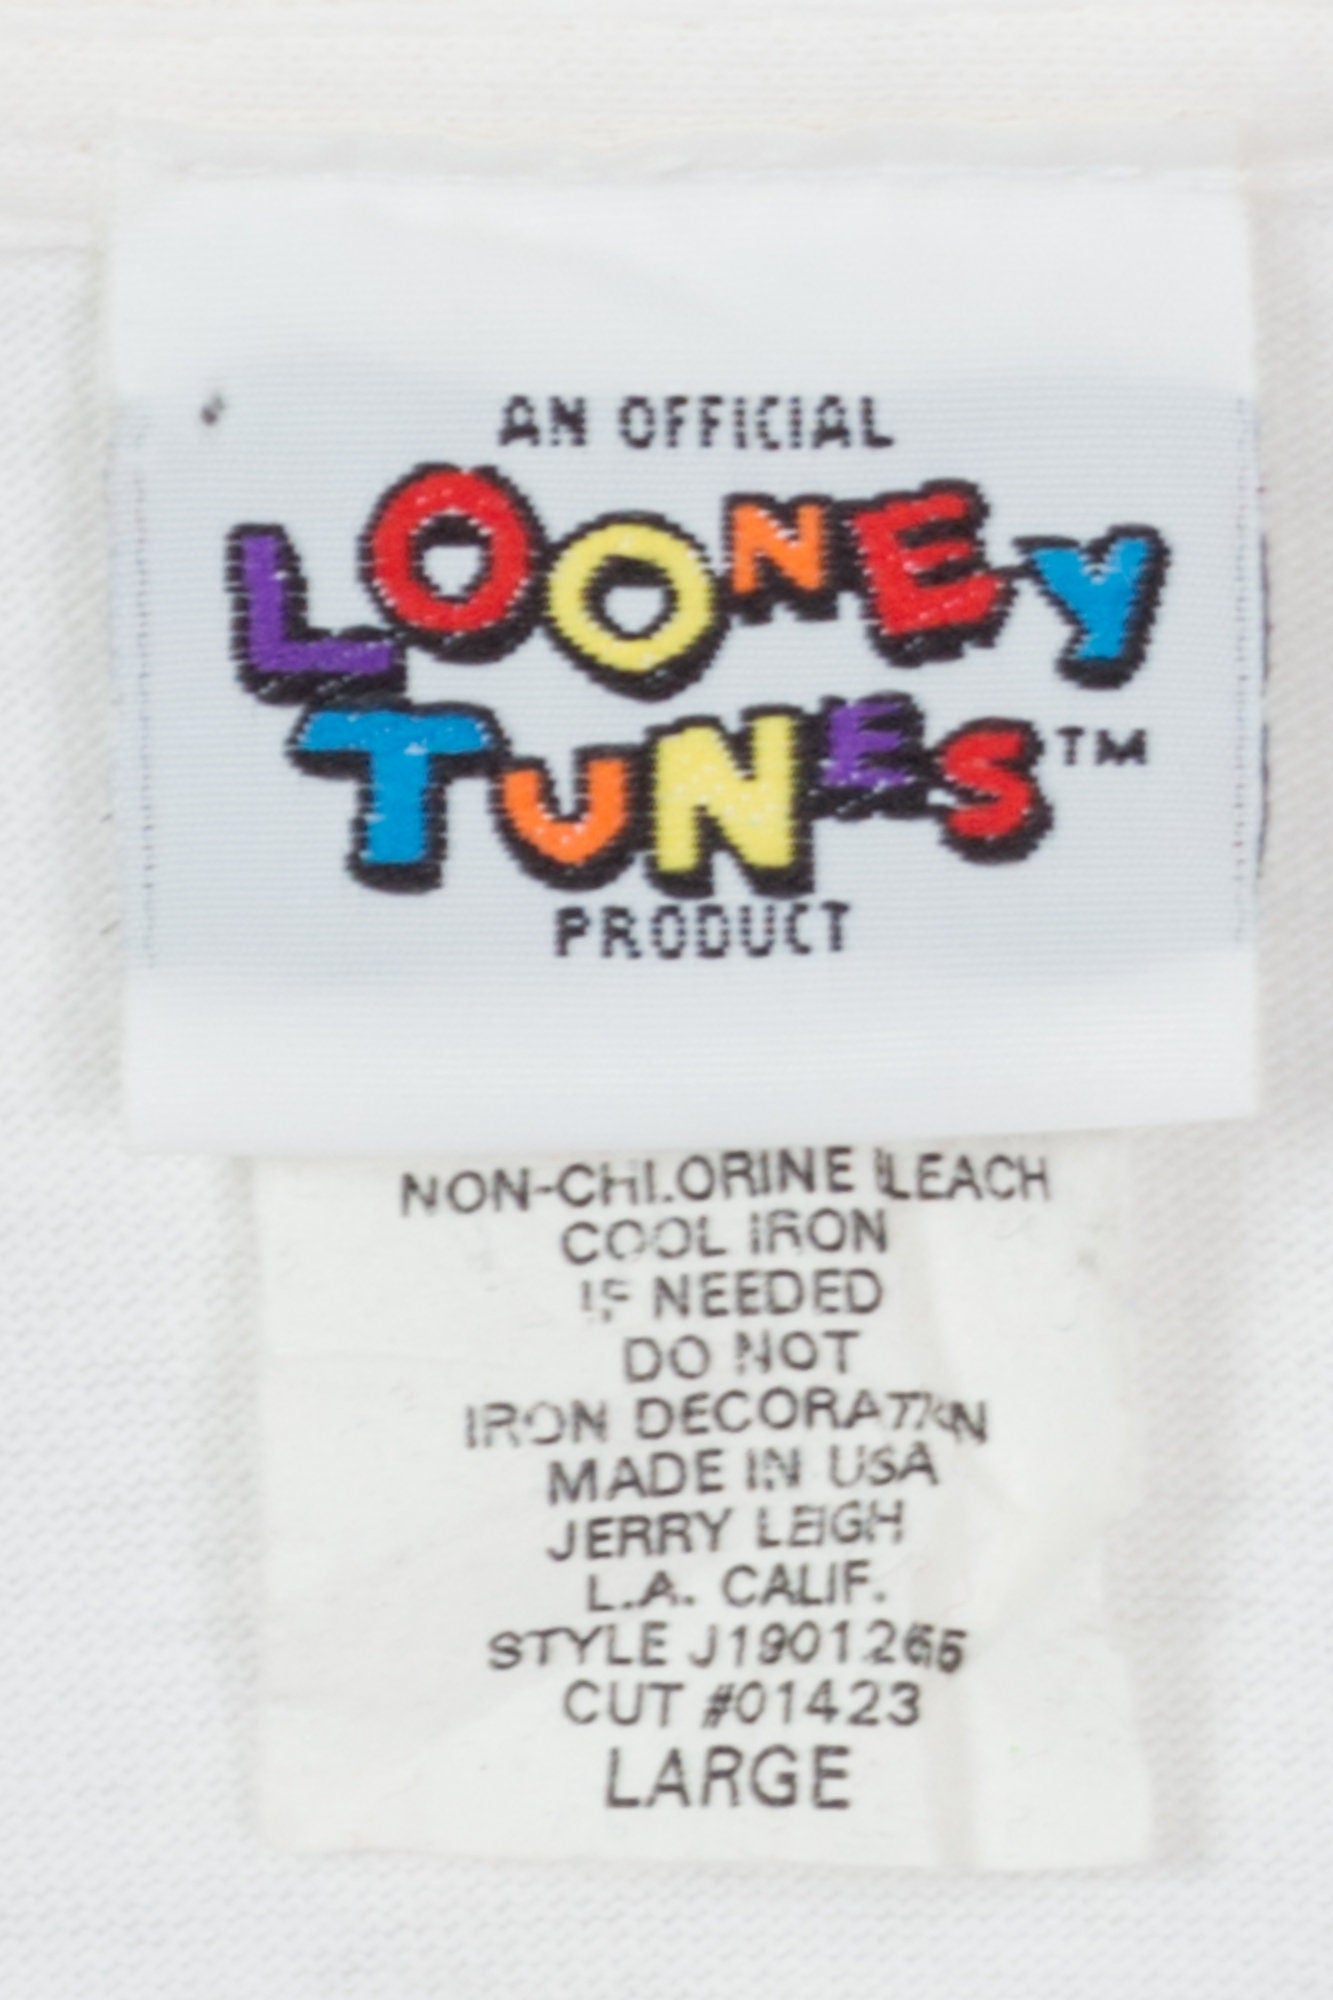 AN OFFICIAL
LOONEY
TUNES™
PRODUCT
NON-CHLORINE BLEACH
COOL IRON
IF NEEDED
DO NOT
IRON DECORATION
MADE IN USA
JERRY LEIGH
L.A. CALIF.
STYLE
CUT #01423
LARGE